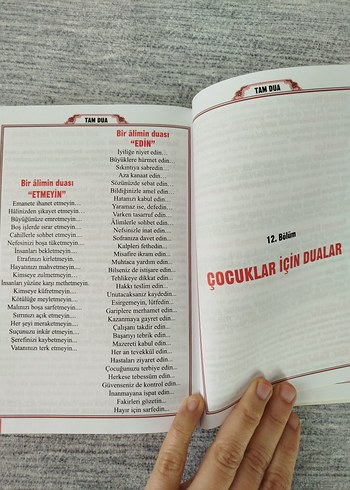 TAM DUA
Bir âlimin duası
"ETMEYİN"
Emanete ihanet etmeyin...
Hâlinizden şikayet etmeyin...
Büyüğünüze emretmeyin...
Boş işlerde ısrar etmeyin...
Cahillerle sohbet etmeyin...
Nefesinizi boşa tüketmeyin...
İnsanları bekletmeyin...
Etrafınızı kirletmeyin...
Hayatınızı mahvetmeyin...
Kimseye zulmetmeyin...
İnsanları yüzüne karşı methetmeyin.
Kimseye küfretmeyin...
Kötülüğe meyletmeyin...
Malınızı boşa sarfetmeyin...
Sırrınızı açık etmeyin...
Her şeyi meraketmeyin...
Suçunuzu inkâr etmeyin...
Şerefinizi kaybetmeyin...
Vatanınızı terk etmeyin...
Bir âlimin duası
"EDİN"
İyiliğe niyet edin...
Büyüklere hürmet edin...
Sıkıntıya sabredin...
Aza kanaat edin...
Sözünüzde sebat edin...
Bildiğinizle amel edin...
Hatanızı kabul edin...
Yaramaz ise, defedin...
Varken tasarruf edin...
Âlimlerle sohbet edin...
Nefsinizle inat edin...
Sofranıza davet edin...
Kalpleri fethedin...
Misafire ikram edin...
Muhtaca yardım edin...
Bilseniz de istişare edin...
Tehlikeye dikkat edin...
Hakkı teslim edin...
Unutacaksanız kaydedin...
Esirgemeyin, lütfedin...
Gariplere merhamet edin...
Kazanmaya gayret edin...
Çalışanı takdir edin...
Başarıyı tebrik edin...
Mazereti kabul edin...
Her an tevekkül edin...
Hastaları ziyaret edin...
Çocuğunuzu terbiye edin...
Herkese tebessüm edin...
Güvenseniz de kontrol edin...
İnanmayana ispat edin...
Fakirleri gözetin...
Hayır için sarfedin...
TAM DUA
12. Bölüm
ÇOCUKLAR İÇİN DUALAR